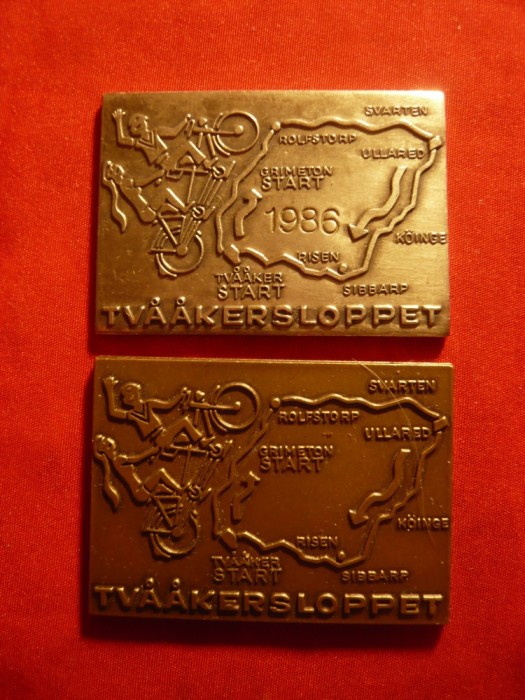 SVARTEN
ROLFSTORP
ULLARED
GRIMETON
START
1986
KÖINGE
RISEN
TVÅÅKER
START
SIBBARP
TVÅÅKERSLOPPET
SVARTEN
ROLFSTORP
ULLARED
GRIMETON
START
KÖINGE
RISEN
TVÅÅKER
START
SIBBARP
TVÅÅKERSLOPPET